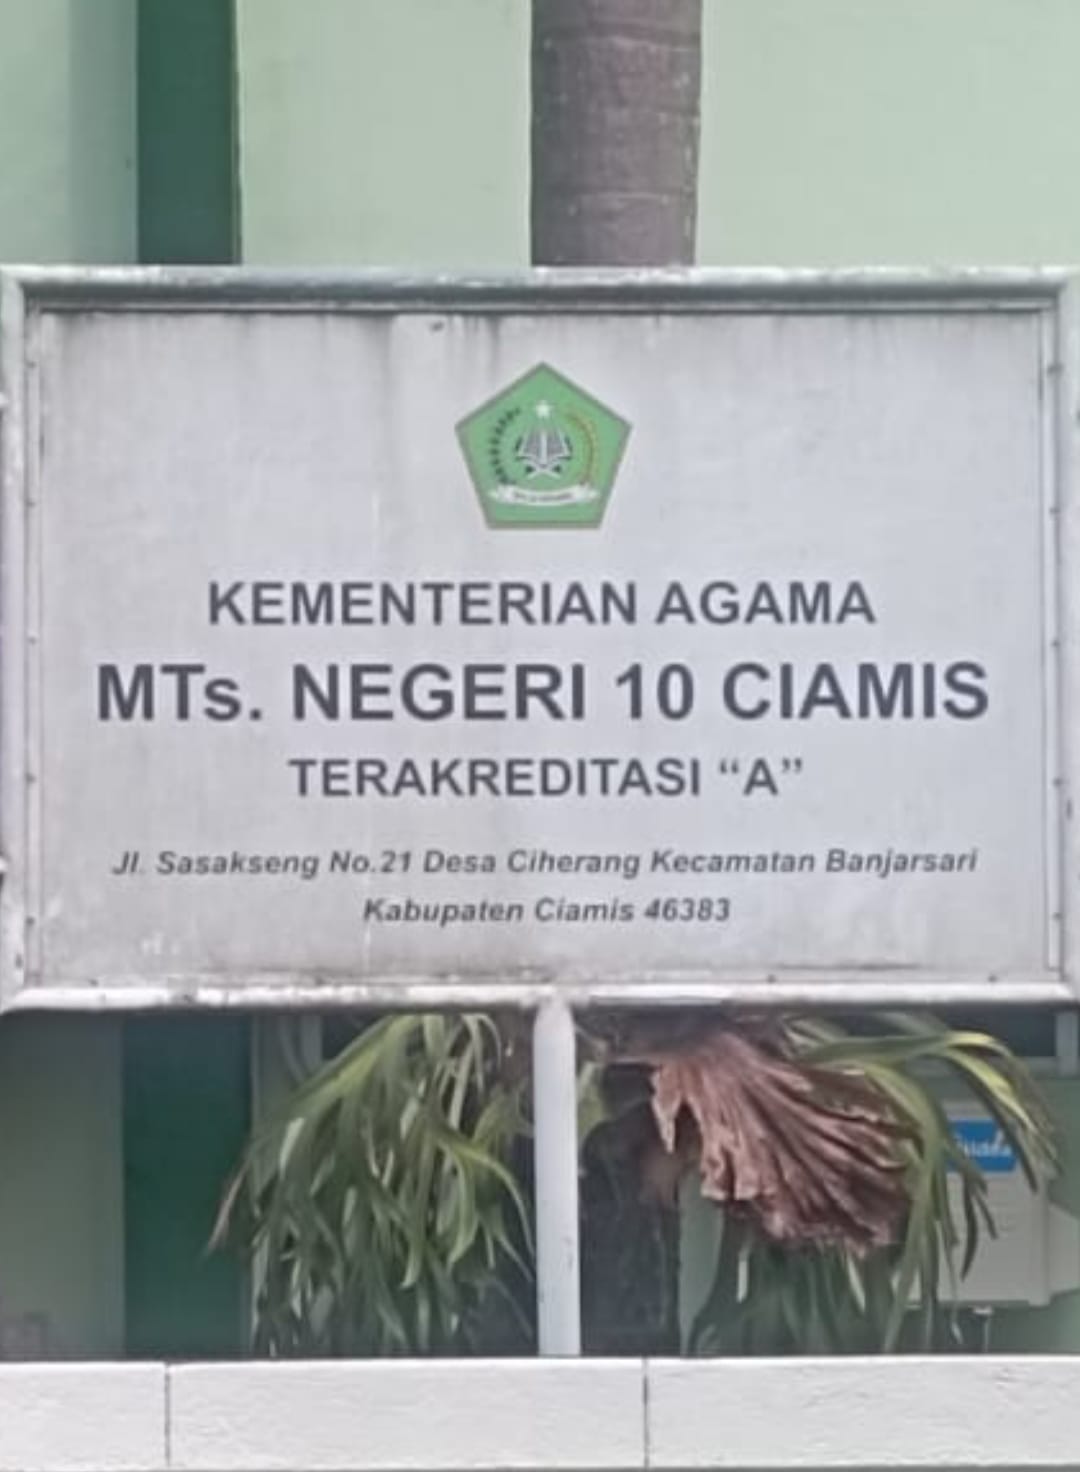 KEMENTERIAN AGAMA
MTs. NEGERI 10 CIAMIS
TERAKREDITASI “A”
Jl. Sasakseng No.21 Desa Ciherang Kecamatan Banjarsari
Kabupaten Ciamis 46383